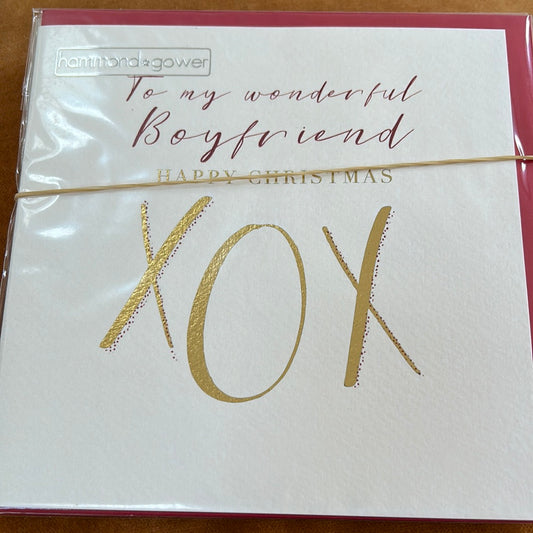 hammond gower
To my wonderful
Boyfriend
HAPPY CHRISTMAS
XOX